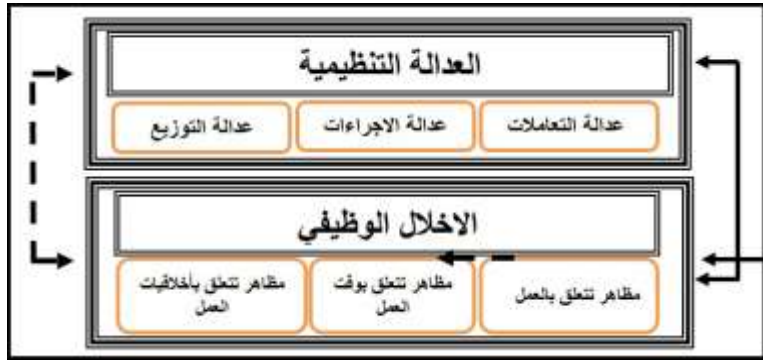 العدالة التنظيمية
عدالة التعاملات
عدالة الاجراءات
عدالة التوزيع
الاخلال الوظيفي
مظاهر تتعلق بالعمل
مظاهر تتعلق بوقت
العمل
مظاهر تتعلق بأخلاقيات
العمل